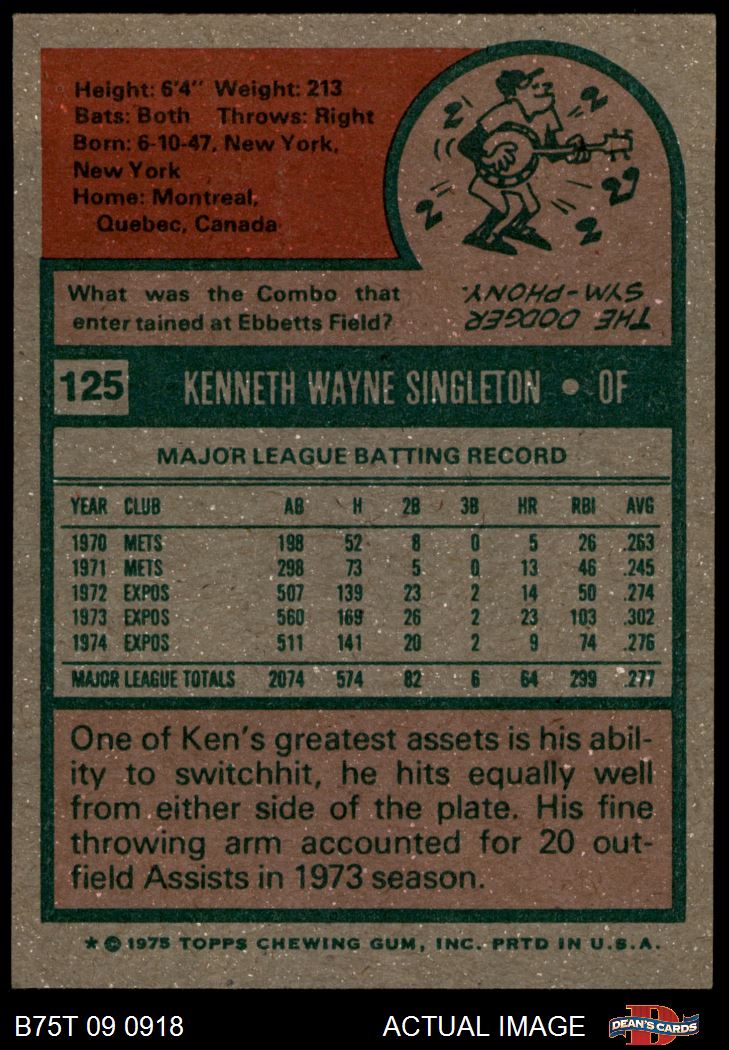 Height: 6'4" Weight: 213
Bats: Both Throws: Right
Born: 6-10-47, New York,
New York
Home: Montreal,
Quebec, Canada
What was the Combo that
entertained at Ebbetts Field?
THE DODGER
SYM-PHONY.
125 KENNETH WAYNE SINGLETON • OF
MAJOR LEAGUE BATTING RECORD
YEAR CLUB AB H 2B 3B HR RBI AVG
1970 METS 198 52 8 0 5 26 .263
1971 METS 298 73 5 0 13 46 .245
1972 EXPOS 507 139 23 2 14 50 .274
1973 EXPOS 560 169 26 2 23 103 .302
1974 EXPOS 511 141 20 2 9 74 .276
MAJOR LEAGUE TOTALS 2074 574 82 6 64 299 .277
One of Ken's greatest assets is his abil-
ity to switchhit, he hits equally well
from either side of the plate. His fine
throwing arm accounted for 20 out-
field Assists in 1973 season.
* © 1975 TOPPS CHEWING GUM, INC. PRTD IN U.S.A.
B75T 09 0918 ACTUAL IMAGE DEAN'S CARDS